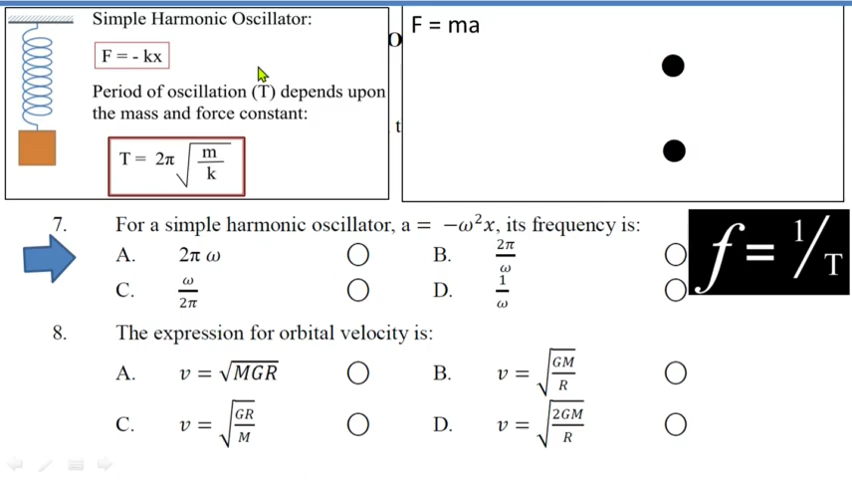 Simple Harmonic Oscillator:
F = - kx
Period of oscillation (T) depends upon
the mass and force constant:
T = 2π √(m/k)
O
t
F = ma
7. For a simple harmonic oscillator, a = −ω²x, its frequency is:
A. 2π ω B. 2π/ω
C. ω/2π D. 1/ω
f = 1/T
8. The expression for orbital velocity is:
A. v = √MGR B. v = √(GM/R)
C. v = √(GR/M) D. v = √(2GM/R)